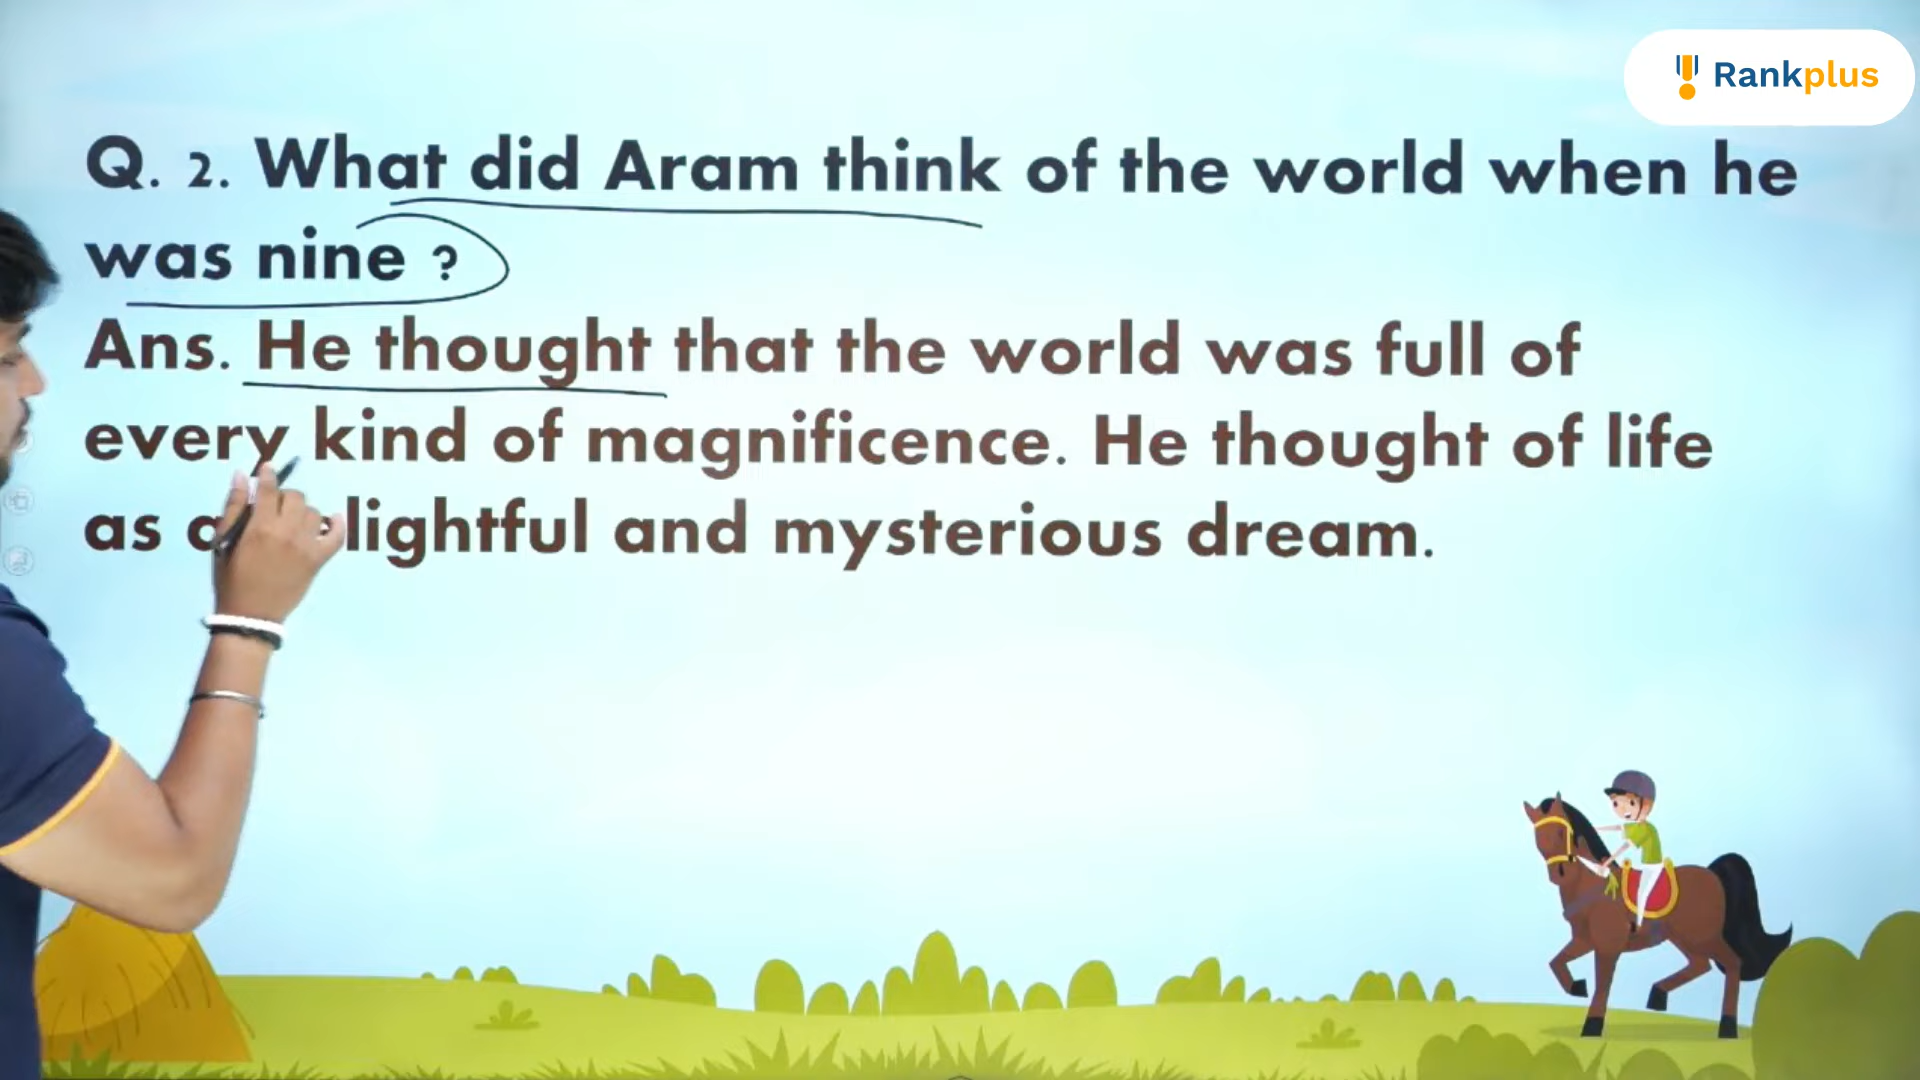 Rankplus
Q. 2. What did Aram think of the world when he
was nine ?
Ans. He thought that the world was full of
every kind of magnificence. He thought of life
as lightful and mysterious dream.